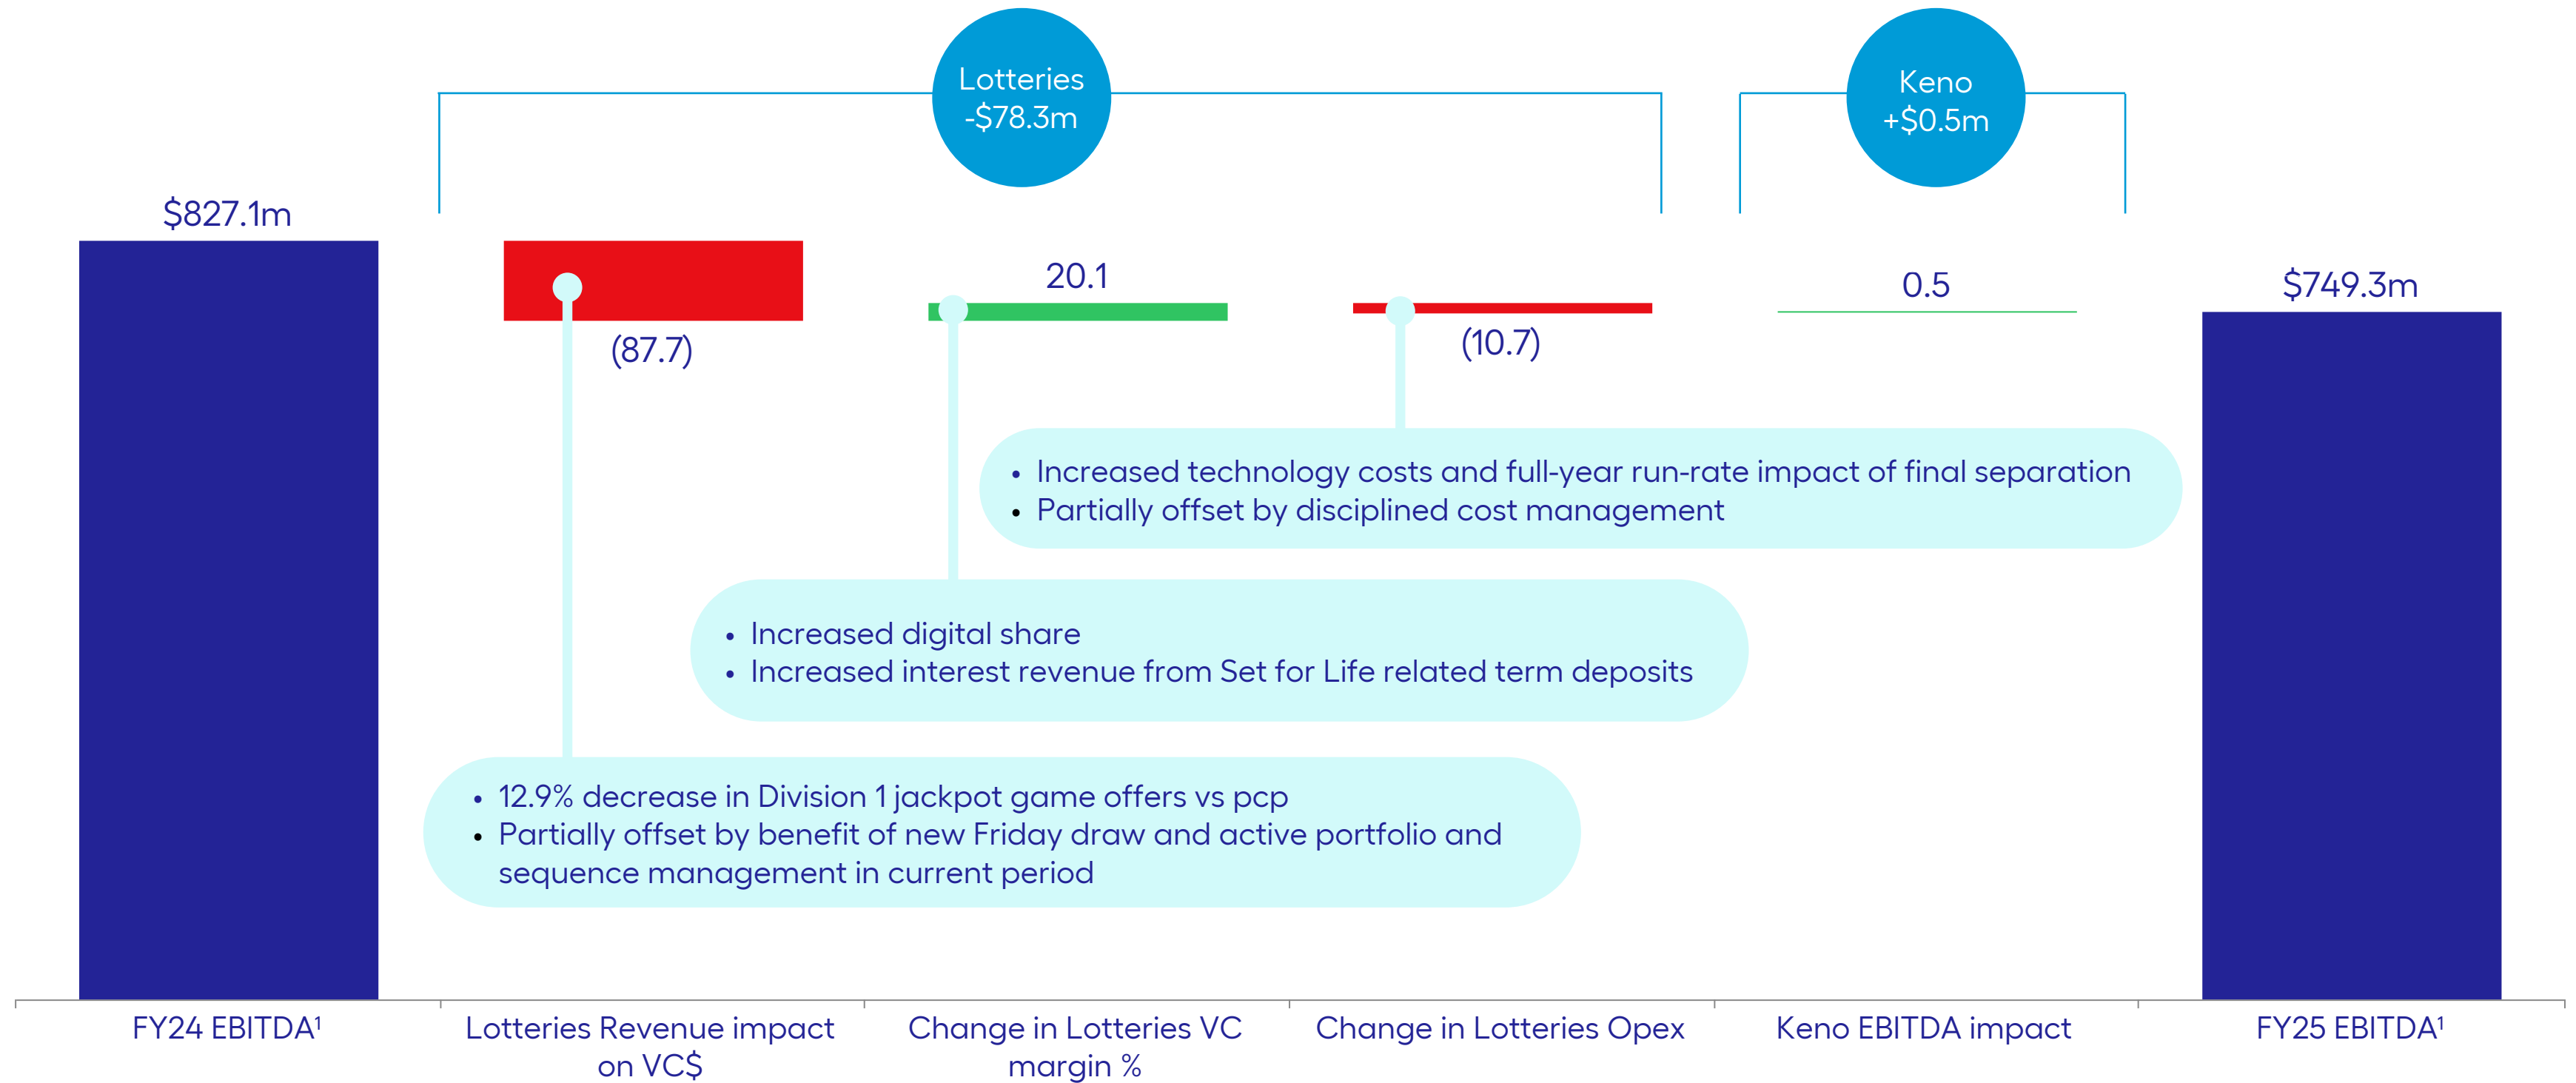 Lotteries
-$78.3m
Keno
+$0.5m
$827.1m
(87.7)
20.1
(10.7)
0.5
$749.3m
• Increased technology costs and full-year run-rate impact of final separation
• Partially offset by disciplined cost management
• Increased digital share
• Increased interest revenue from Set for Life related term deposits
• 12.9% decrease in Division 1 jackpot game offers vs pcp
• Partially offset by benefit of new Friday draw and active portfolio and
sequence management in current period
FY24 EBITDA¹
Lotteries Revenue impact
on VC$
Change in Lotteries VC
margin %
Change in Lotteries Opex
Keno EBITDA impact
FY25 EBITDA¹